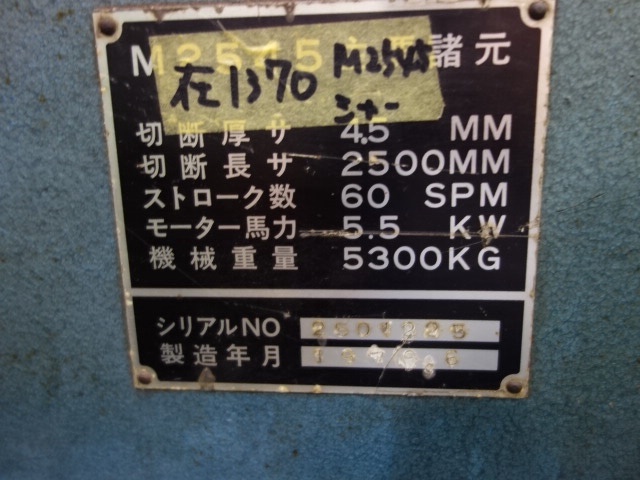 M2545 主要諸元
在1370 M2545
シャー
切断厚サ 4.5 MM
切断長サ 2500MM
ストローク数 60 SPM
モーター馬力 5.5 KW
機械重量 5300KG
シリアルNO
製造年月